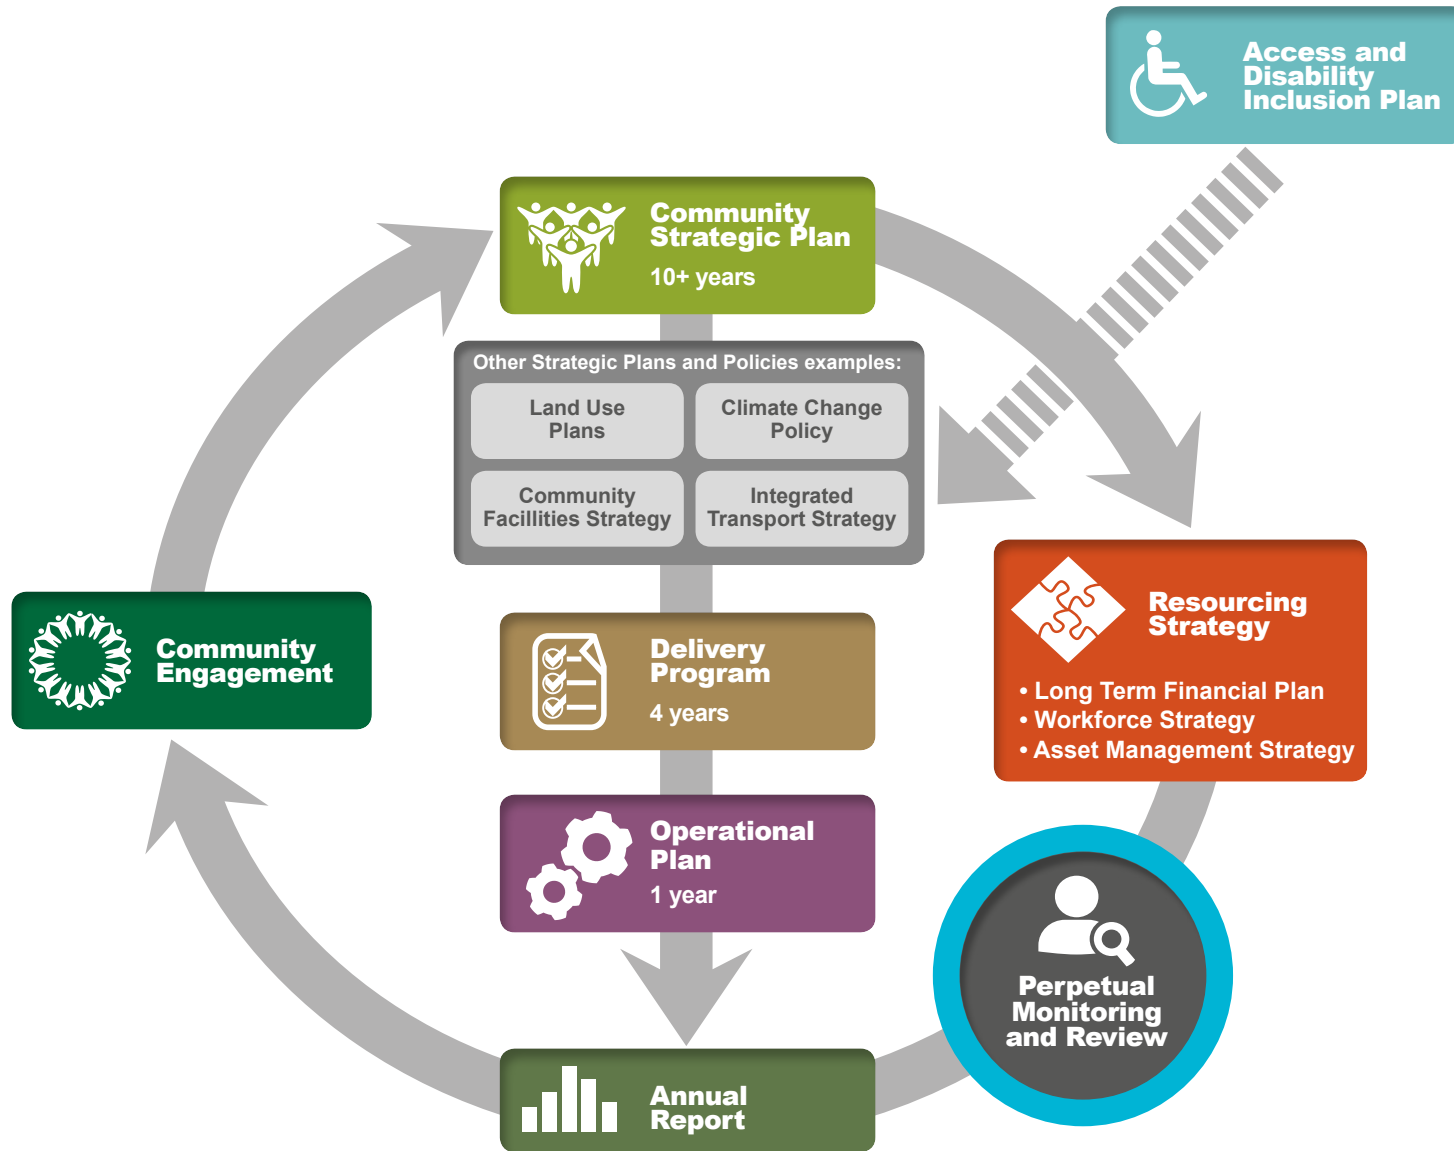 Access and
Disability
Inclusion Plan
Community
Strategic Plan
10+ years
Other Strategic Plans and Policies examples:
Land Use
Plans
Climate Change
Policy
Community
Facillities Strategy
Integrated
Transport Strategy
Community
Engagement
Delivery
Program
4 years
Resourcing
Strategy
• Long Term Financial Plan
• Workforce Strategy
• Asset Management Strategy
Operational
Plan
1 year
Perpetual
Monitoring
and Review
Annual
Report